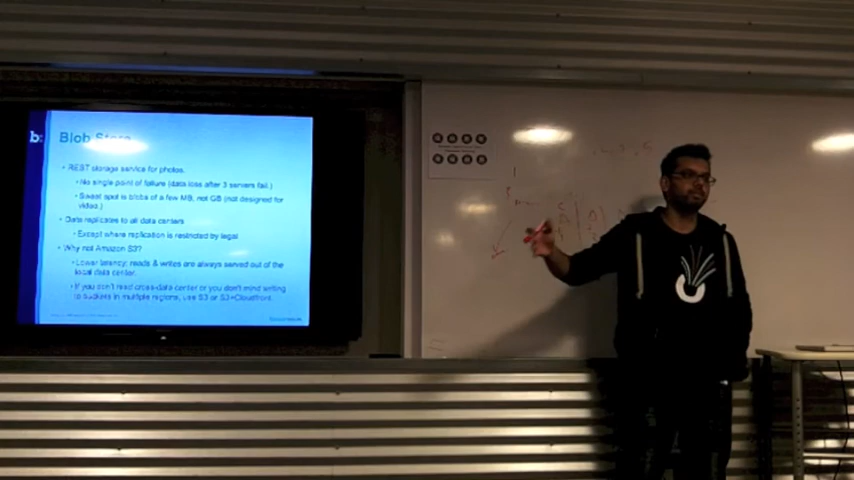 b:
Blob Store
• REST storage service for photos.
• No single point of failure (data loss after 3 servers fail.)
• Sweet spot is blobs of a few MB, not GB (not designed for
video.)
• Data replicates to all data centers
• Except where replication is restricted by legal
• Why not Amazon S3?
• Lower latency: reads & writes are always served out of the
local data center.
• If you don't read cross-data center or you don't mind writing
to buckets in multiple regions, use S3 or S3+Cloudfront.